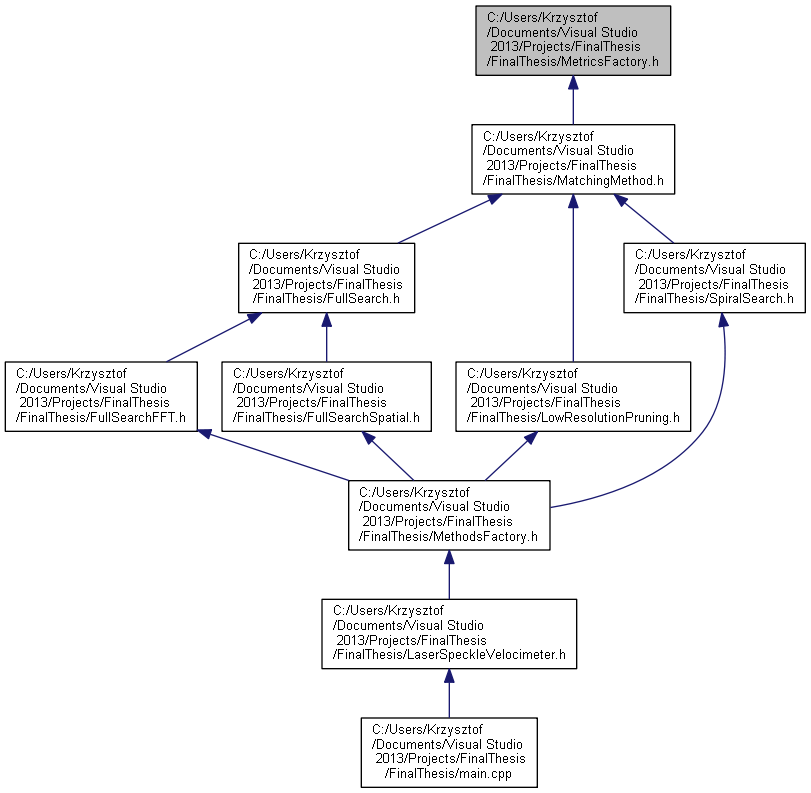 C:/Users/Krzysztof
/Documents/Visual Studio
2013/Projects/FinalThesis
/FinalThesis/MetricsFactory.h
C:/Users/Krzysztof
/Documents/Visual Studio
2013/Projects/FinalThesis
/FinalThesis/MatchingMethod.h
C:/Users/Krzysztof
/Documents/Visual Studio
2013/Projects/FinalThesis
/FinalThesis/FullSearch.h
C:/Users/Krzysztof
/Documents/Visual Studio
2013/Projects/FinalThesis
/FinalThesis/SpiralSearch.h
C:/Users/Krzysztof
/Documents/Visual Studio
2013/Projects/FinalThesis
/FinalThesis/FullSearchFFT.h
C:/Users/Krzysztof
/Documents/Visual Studio
2013/Projects/FinalThesis
/FinalThesis/FullSearchSpatial.h
C:/Users/Krzysztof
/Documents/Visual Studio
2013/Projects/FinalThesis
/FinalThesis/LowResolutionPruning.h
C:/Users/Krzysztof
/Documents/Visual Studio
2013/Projects/FinalThesis
/FinalThesis/MethodsFactory.h
C:/Users/Krzysztof
/Documents/Visual Studio
2013/Projects/FinalThesis
/FinalThesis/LaserSpeckleVelocimeter.h
C:/Users/Krzysztof
/Documents/Visual Studio
2013/Projects/FinalThesis
/FinalThesis/main.cpp